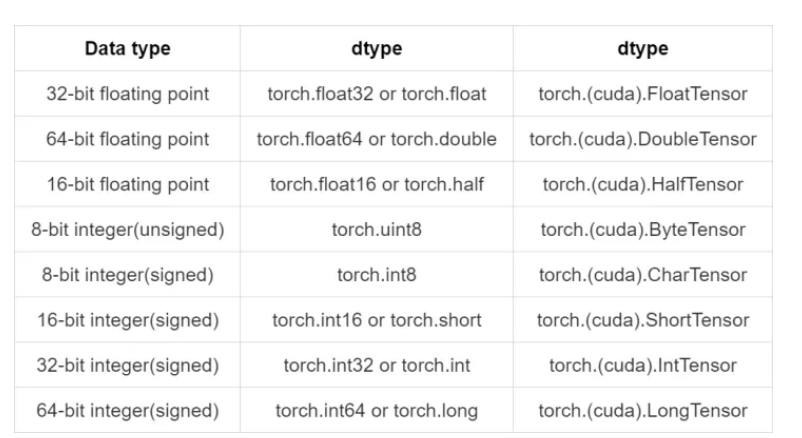 Data type dtype dtype
32-bit floating point torch.float32 or torch.float torch.(cuda).FloatTensor
64-bit floating point torch.float64 or torch.double torch.(cuda).DoubleTensor
16-bit floating point torch.float16 or torch.half torch.(cuda).HalfTensor
8-bit integer(unsigned) torch.uint8 torch.(cuda).ByteTensor
8-bit integer(signed) torch.int8 torch.(cuda).CharTensor
16-bit integer(signed) torch.int16 or torch.short torch.(cuda).ShortTensor
32-bit integer(signed) torch.int32 or torch.int torch.(cuda).IntTensor
64-bit integer(signed) torch.int64 or torch.long torch.(cuda).LongTensor